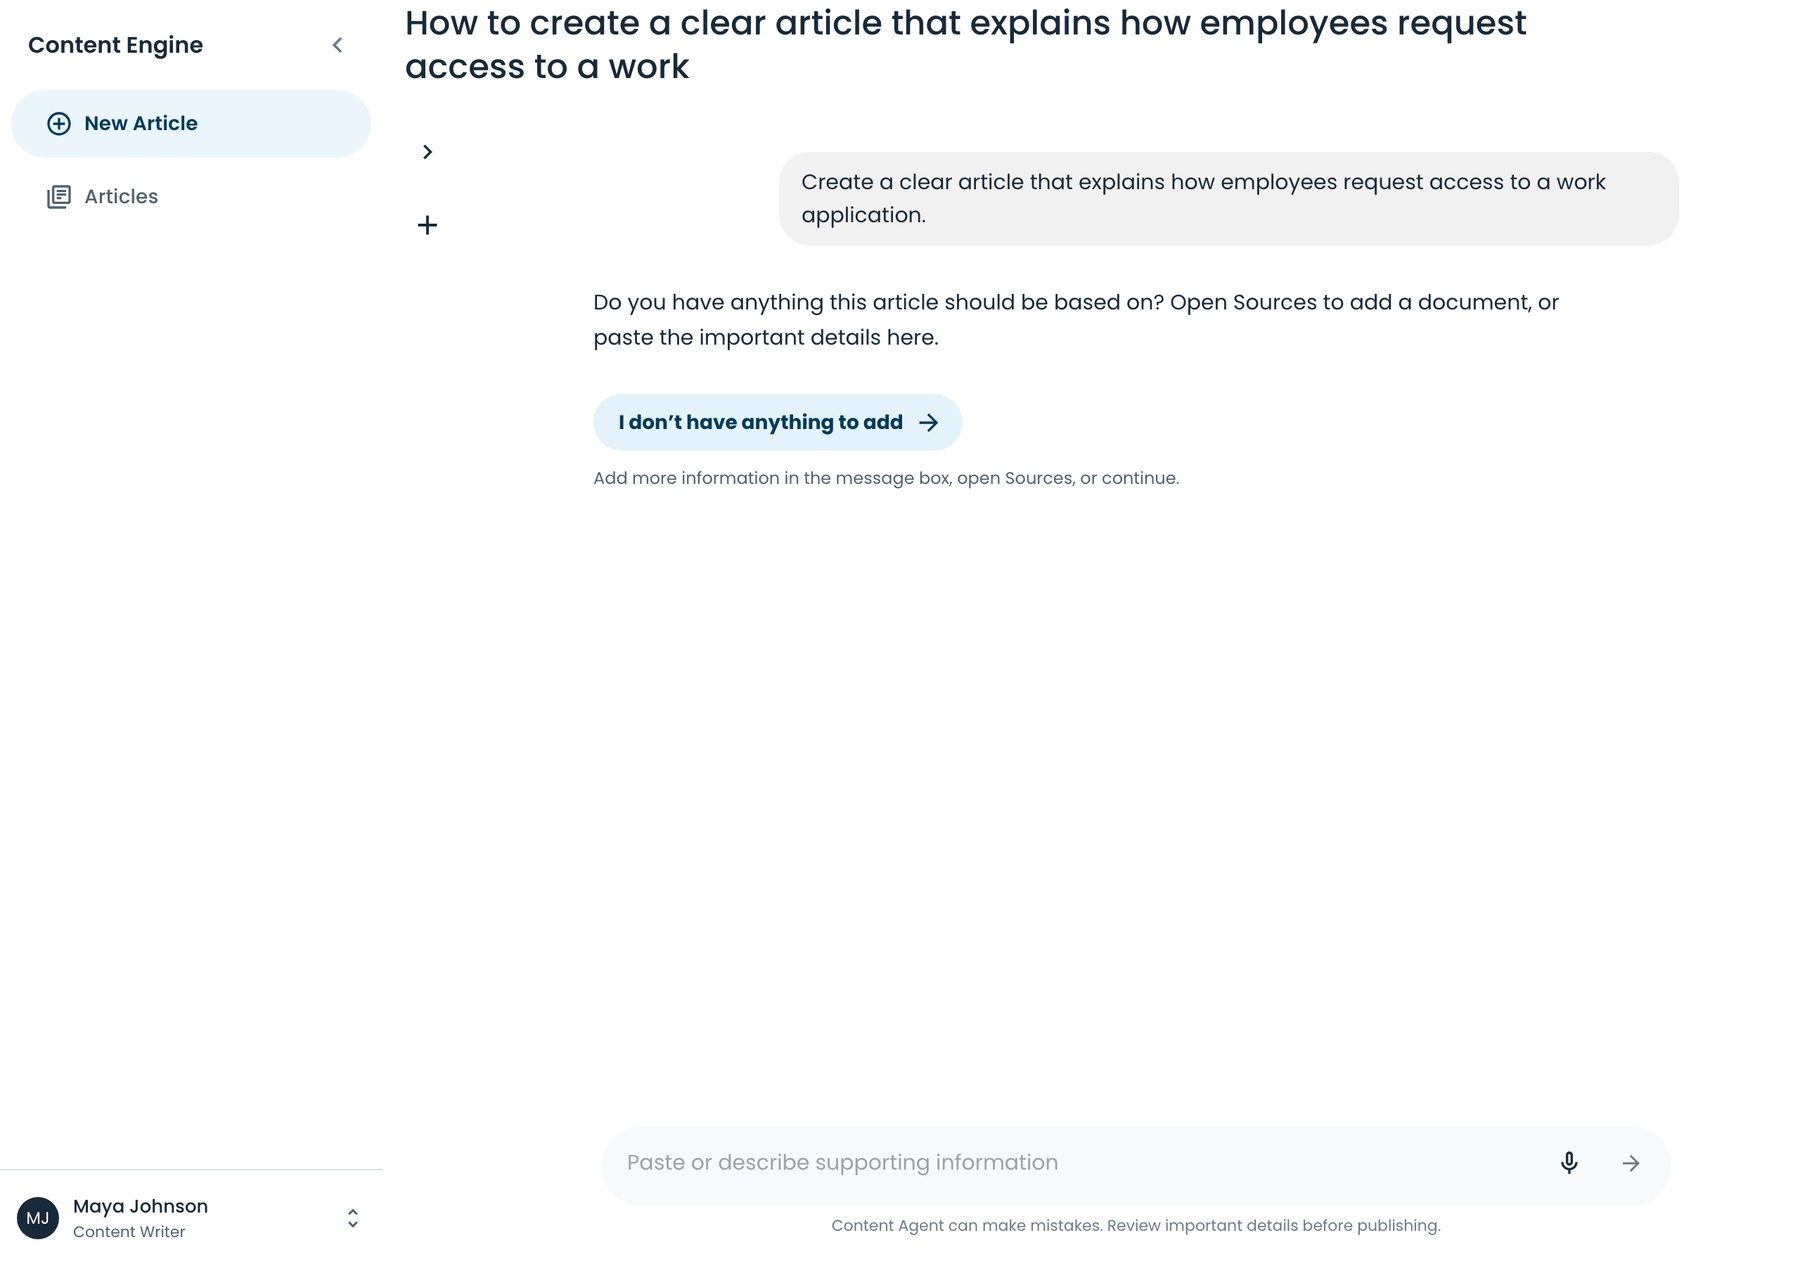 Content Engine
New Article
Articles
How to create a clear article that explains how employees request
access to a work
Create a clear article that explains how employees request access to a work
application.
Do you have anything this article should be based on? Open Sources to add a document, or
paste the important details here.
I don’t have anything to add
Add more information in the message box, open Sources, or continue.
Paste or describe supporting information
Content Agent can make mistakes. Review important details before publishing.
MJ
Maya Johnson
Content Writer